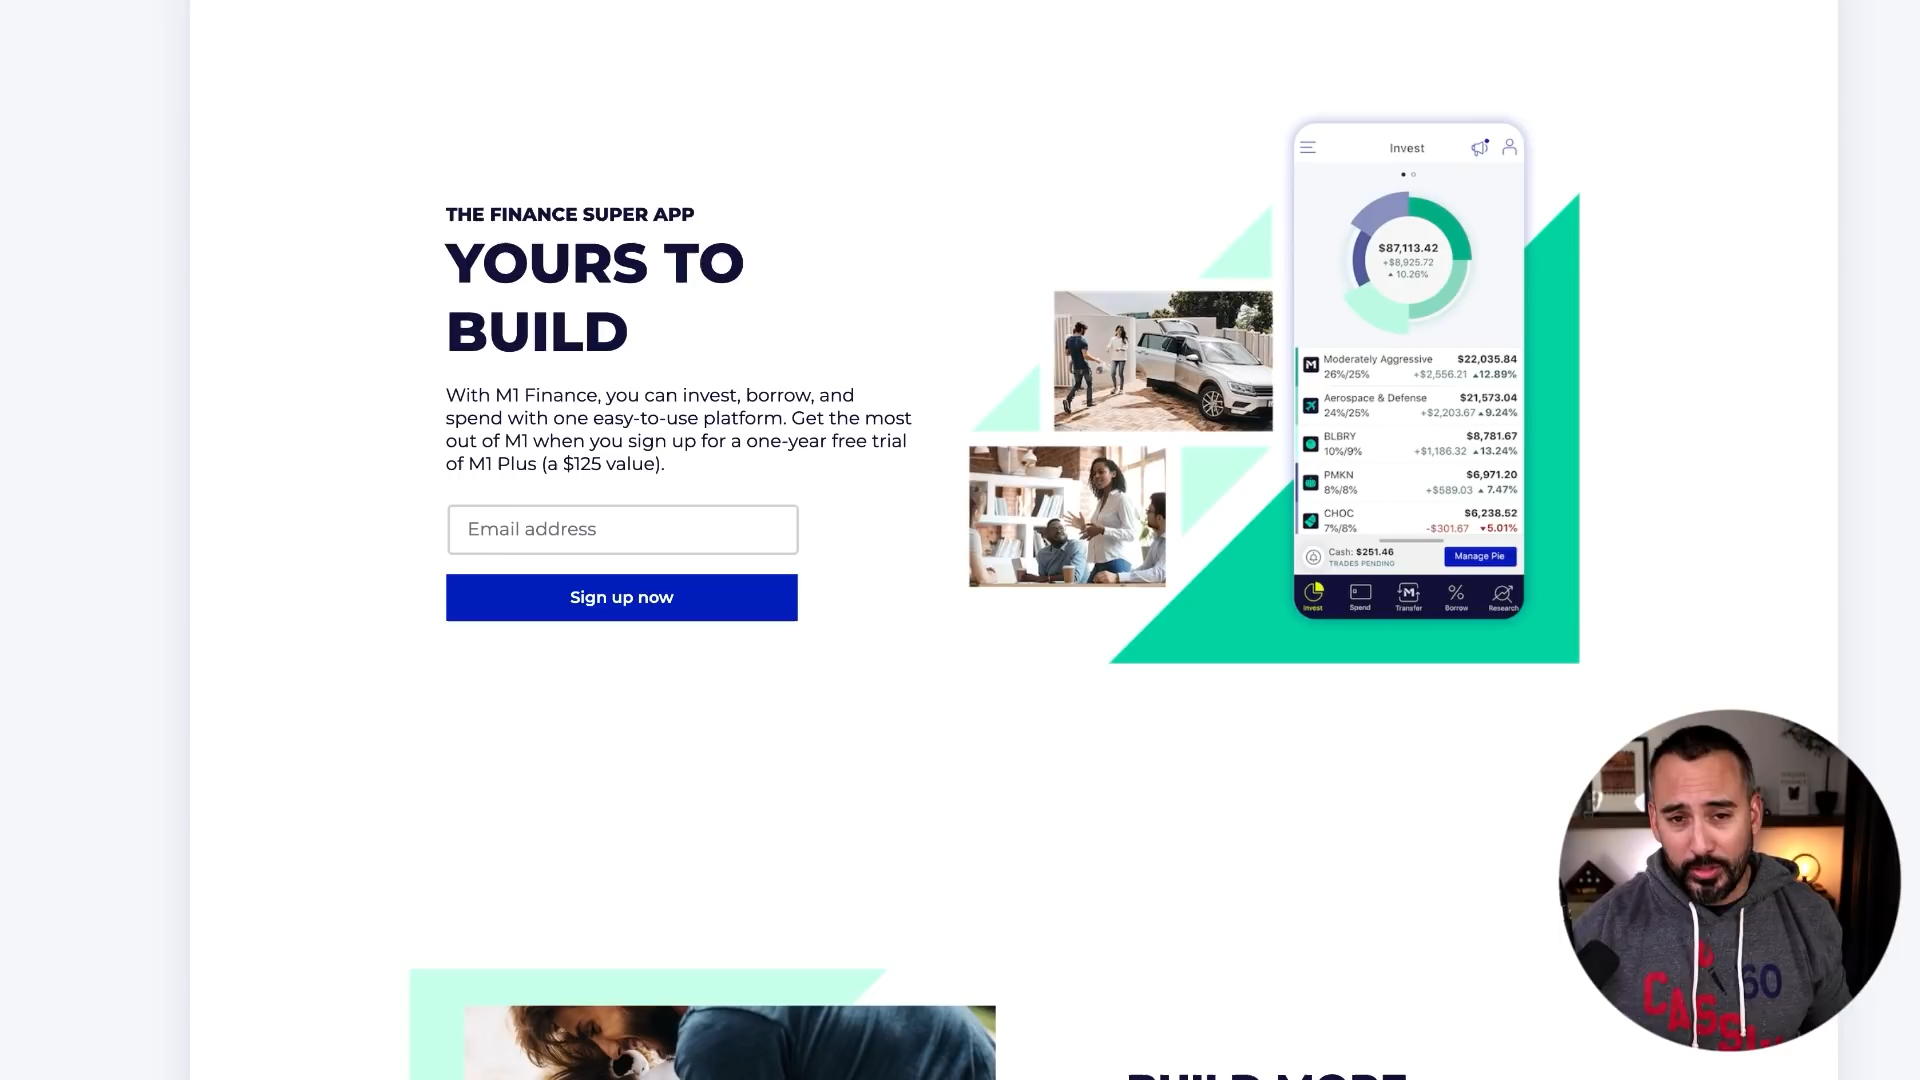 THE FINANCE SUPER APP
YOURS TO
BUILD
With M1 Finance, you can invest, borrow, and
spend with one easy-to-use platform. Get the most
out of M1 when you sign up for a one-year free trial
of M1 Plus (a $125 value).
Email address
Sign up now
Invest
$87,113.42
+$8,925.72
▲ 10.26%
Moderately Aggressive $22,035.84
26%/25% +$2,556.21 ▲12.89%
Aerospace & Defense $21,573.04
24%/25% +$2,203.67 ▲9.24%
BLBRY $8,781.67
10%/9% +$1,186.32 ▲13.24%
PMKN $6,971.20
8%/8% +$589.03 ▲ 7.47%
CHOC $6,238.52
7%/8% -$301.67 ▼5.01%
Cash: $251.46
TRADES PENDING
Manage Pie
Invest Spend Transfer Borrow Research
60
BUILD MORE